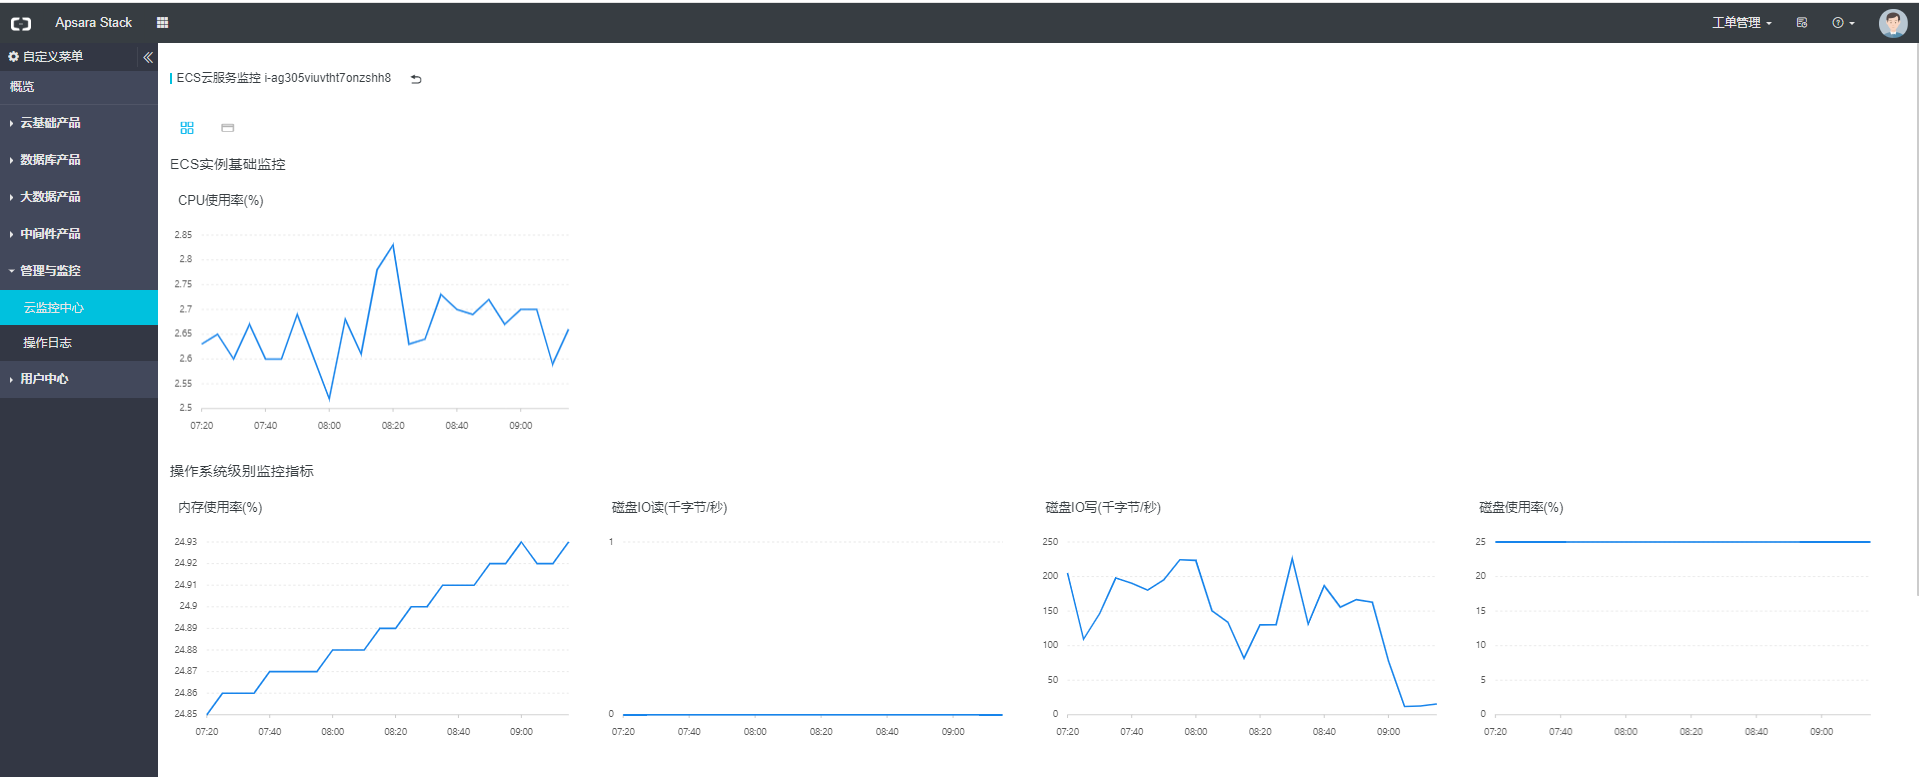 Apsara Stack
工单管理
自定义菜单
概览
云基础产品
数据库产品
大数据产品
中间件产品
管理与监控
云监控中心
操作日志
用户中心
ECS云服务监控 i-ag305viuvtht7onzshh8
ECS实例基础监控
CPU使用率(%)
2.85
2.8
2.75
2.7
2.65
2.6
2.55
2.5
07:20 07:40 08:00 08:20 08:40 09:00
操作系统级别监控指标
内存使用率(%)
24.93
24.92
24.91
24.9
24.89
24.88
24.87
24.86
24.85
07:20 07:40 08:00 08:20 08:40 09:00
磁盘IO读(千字节/秒)
1
0
07:20 07:40 08:00 08:20 08:40 09:00
磁盘IO写(千字节/秒)
250
200
150
100
50
0
07:20 07:40 08:00 08:20 08:40 09:00
磁盘使用率(%)
25
20
15
10
5
0
07:20 07:40 08:00 08:20 08:40 09:00